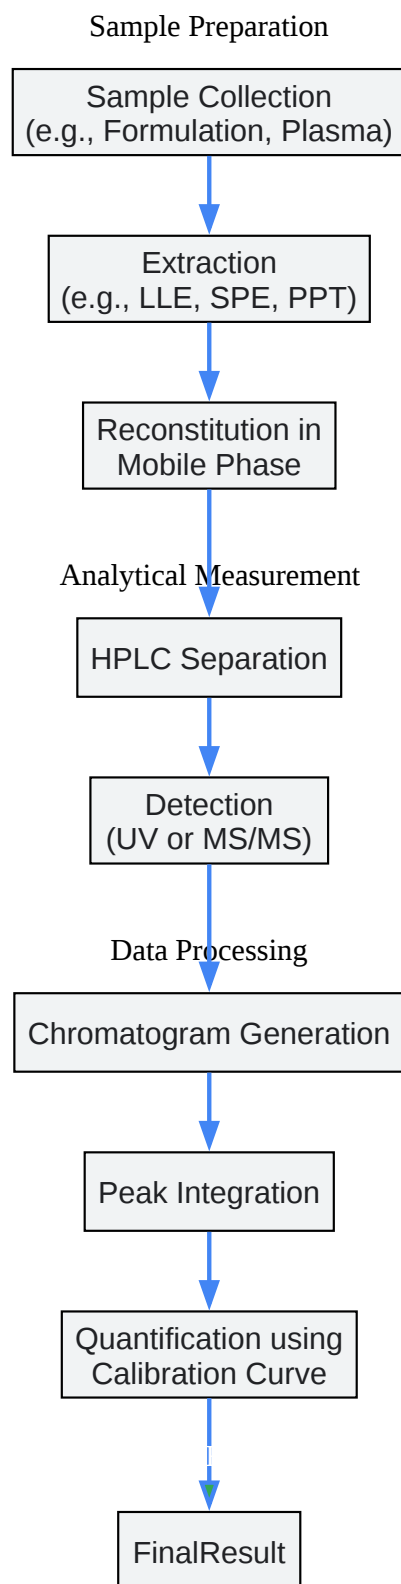 Sample Preparation
Sample Collection
(e.g., Formulation, Plasma)
Extraction
(e.g., LLE, SPE, PPT)
Reconstitution in
Mobile Phase
Analytical Measurement
HPLC Separation
Detection
(UV or MS/MS)
Data Processing
Chromatogram Generation
Peak Integration
Quantification using
Calibration Curve
FinalResult